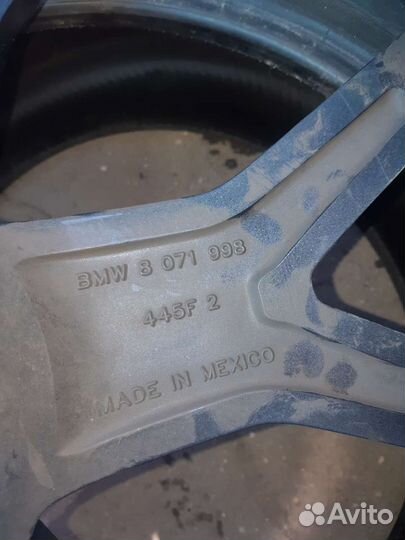 BMW 8 071 998
445F 2
MADE IN MEXICO
Avito